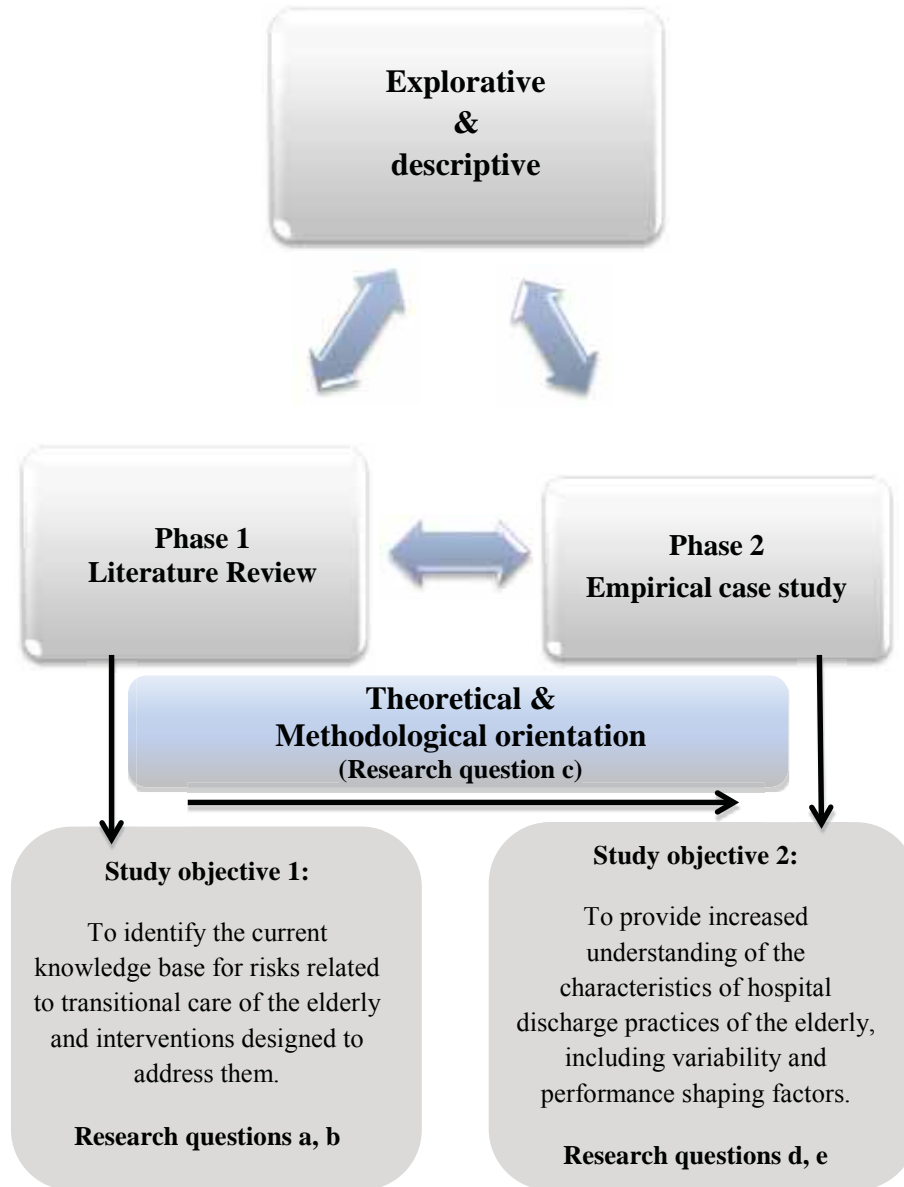 Explorative
&
descriptive
Phase 1
Literature Review
Phase 2
Empirical case study
Theoretical &
Methodological orientation
(Research question c)
Study objective 1:
To identify the current
knowledge base for risks related
to transitional care of the elderly
and interventions designed to
address them.
Research questions a, b
Study objective 2:
To provide increased
understanding of the
characteristics of hospital
discharge practices of the elderly,
including variability and
performance shaping factors.
Research questions d, e